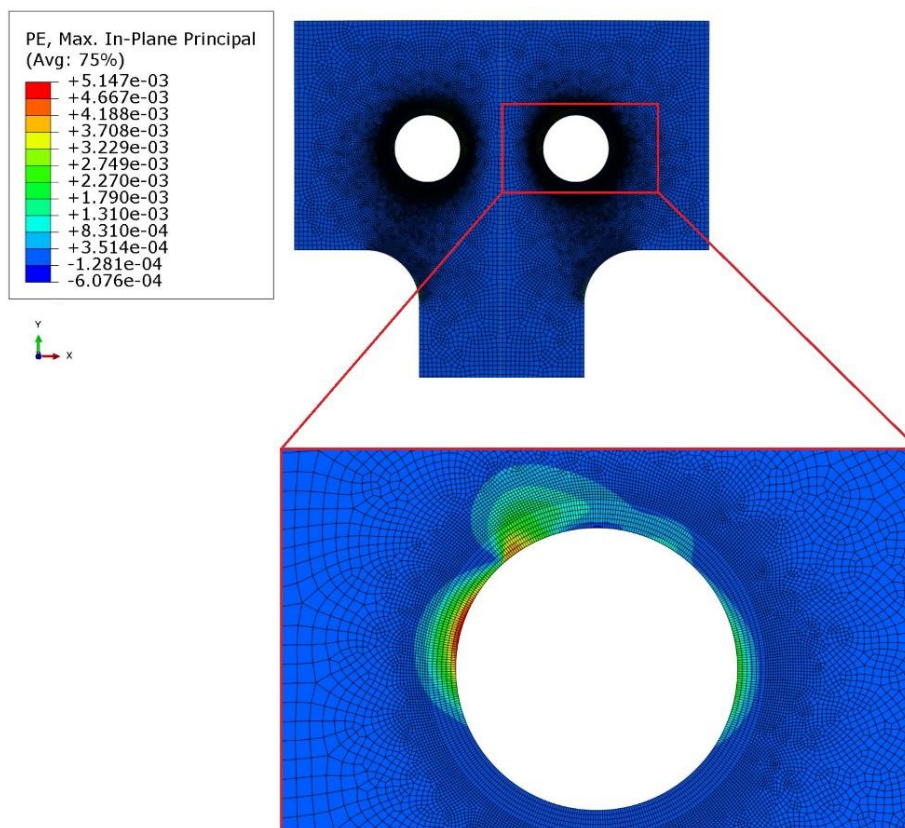 PE, Max. In-Plane Principal
(Avg: 75%)
+5.147e-03
+4.667e-03
+4.188e-03
+3.708e-03
+3.229e-03
+2.749e-03
+2.270e-03
+1.790e-03
+1.310e-03
+8.310e-04
+3.514e-04
-1.281e-04
-6.076e-04
Y
X